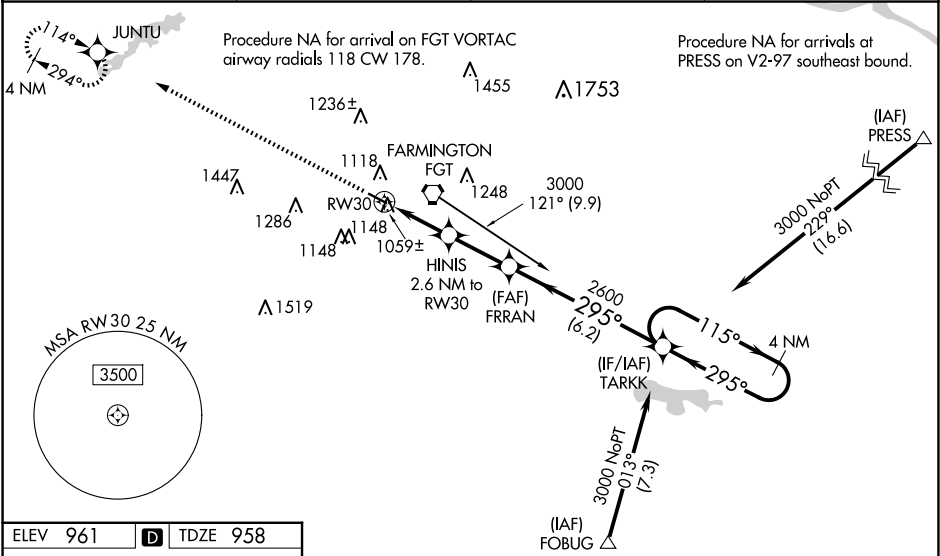 JUNTU
114°
294°
4 NM
Procedure NA for arrival on FGT VORTAC
airway radials 118 CW 178.
Procedure NA for arrivals at
PRESS on V2-97 southeast bound.
1455
1753
1236±
(IAF)
PRESS
FARMINGTON
FGT
1118
1248
1447
3000
121° (9.9)
3000 NoPT
229°
(16.6)
RW30
1286
1148
1148
1059±
HINIS
2.6 NM to
RW30
(FAF)
FRRAN
2600
295°
(6.2)
1519
115°
4 NM
295°
(IF/IAF)
TARKK
MSA RW30 25 NM
3500
3000 NoPT
013°
(7.3)
(IAF)
FOBUG
ELEV 961 D TDZE 958